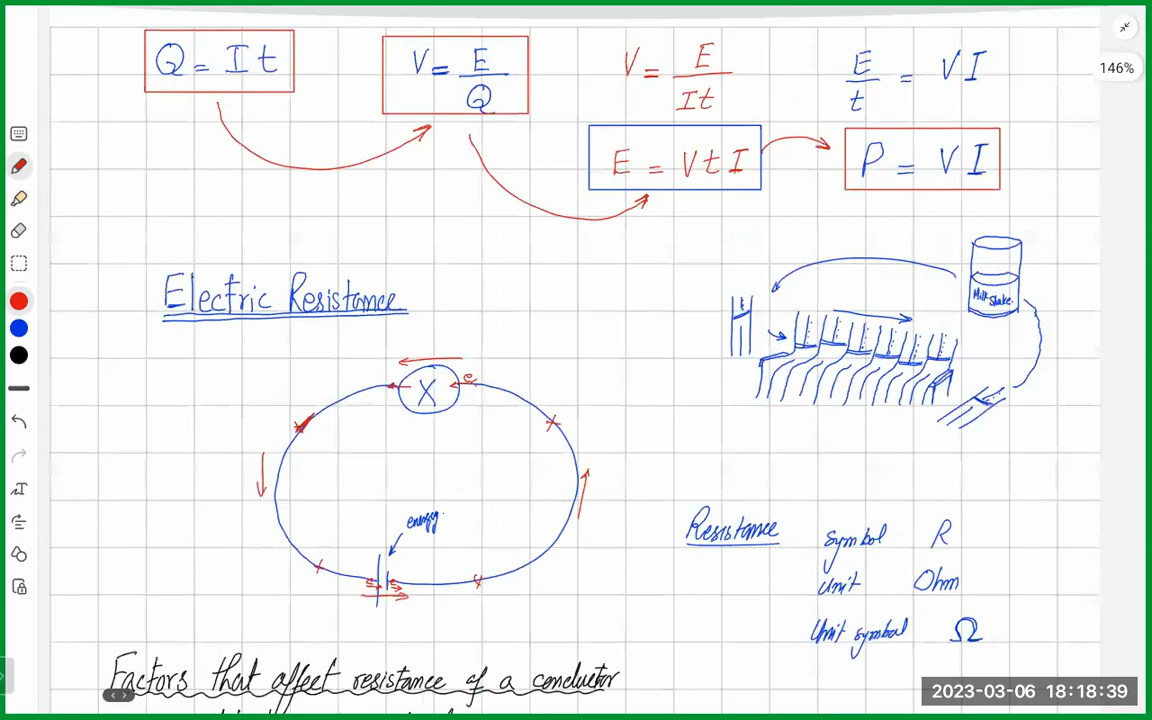 146%
Q = It
V = E/Q
V = E/It
E/t = VI
E = VtI
P = VI
Electric Resistance
Milk Shake.
e
X
energy.
Resistance
Symbol R
Unit Ohm
Unit symbol Ω
Factors that affect resistance of a conductor
2023-03-06 18:18:39